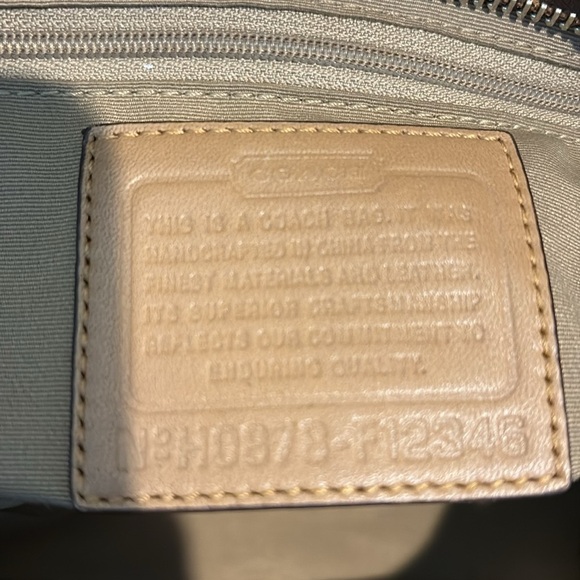 COACH
THIS IS A COACH BAG. IT WAS
HANDCRAFTED IN CHINA FROM THE
FINEST MATERIALS AND LEATHER.
ITS SUPERIOR CRAFTSMANSHIP
REFLECTS OUR COMMITMENT TO
ENDURING QUALITY.
Nº H0878-F12346